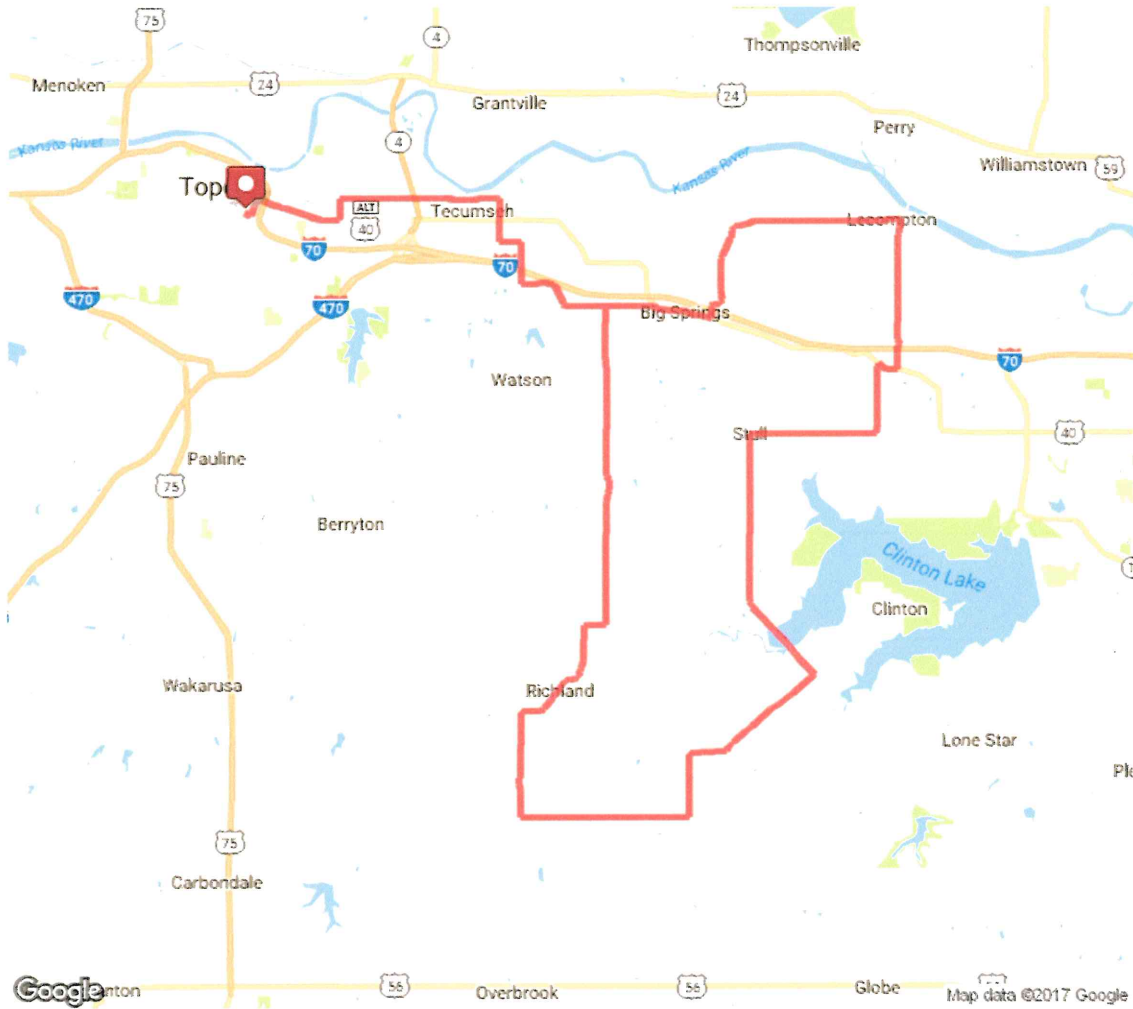 75
4
Thompsonville
Menoken
24
Grantville
24
Perry
4
Kansas River
Kansas River
Williamstown
59
Top
Lecompton
Tecumseh
ALT
40
70
70
470
470
Big Springs
70
Watson
Stull
40
Pauline
75
Berryton
Clinton Lake
Clinton
Wakarusa
Richland
Lone Star
Ple
75
Carbondale
Google
anton
56
Overbrook
56
Globe
Map data ©2017 Google